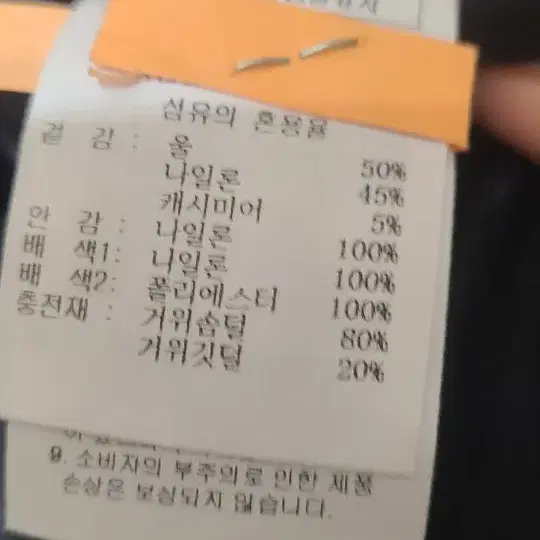 섬유의 혼용율
겉 감 : 울 50%
나일론 45%
캐시미어 5%
안 감 : 나일론 100%
배 색1: 나일론 100%
배 색2: 폴리에스터 100%
충전재 : 거위솜털 80%
거위깃털 20%
9. 소비자의 부주의로 인한 제품
손상은 보상되지 않습니다.